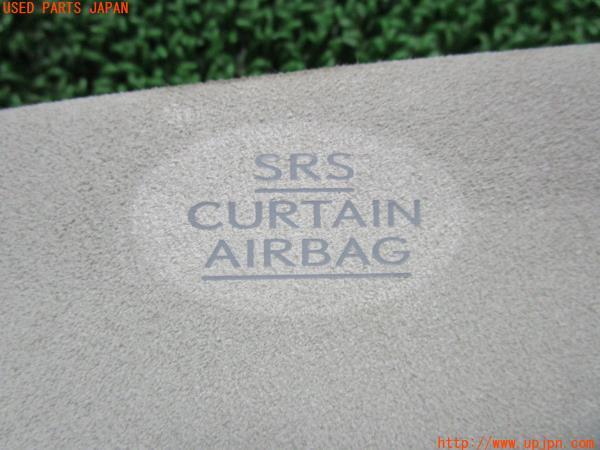 USED PARTS JAPAN
SRS
CURTAIN
AIRBAG
http://www.upjpn.com